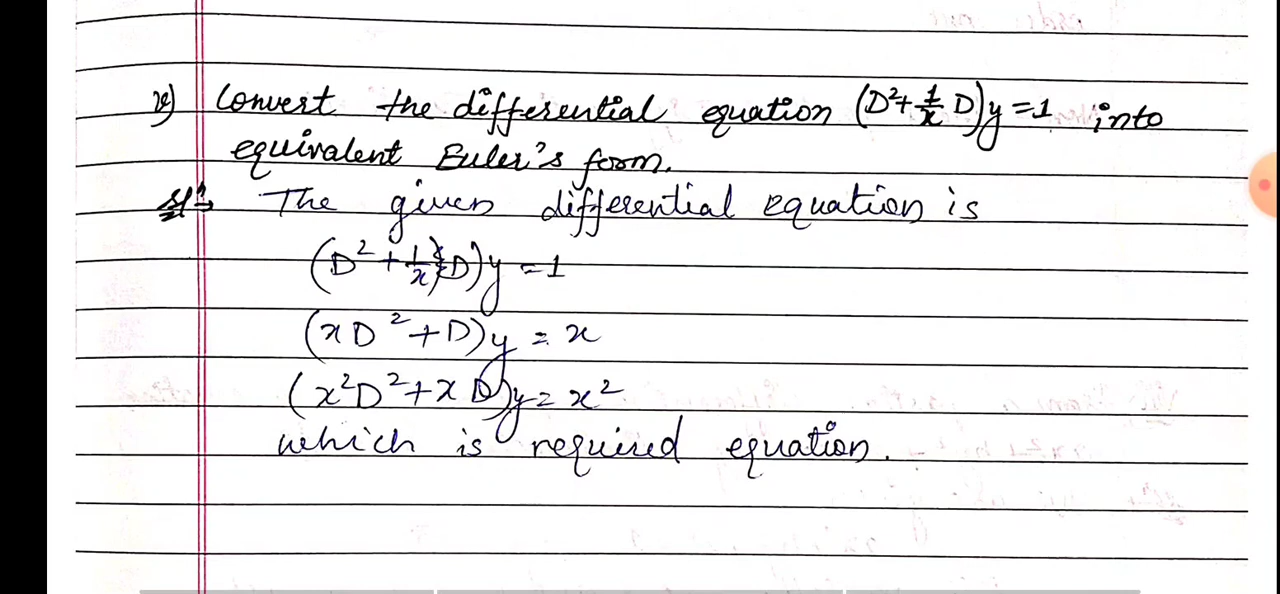 v) Convert the differential equation (D² + 1/x D)y = 1 into
equivalent Euler's form.
Solⁿ: The given differential equation is
(D² + 1/x D)y = 1
(xD² + D)y = x
(x²D² + xD)y = x²
which is required equation.